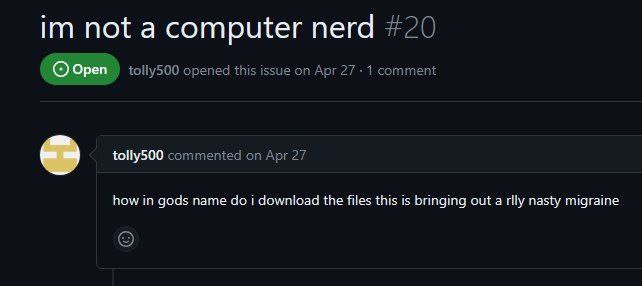 im not a computer nerd #20
Open tolly500 opened this issue on Apr 27 · 1 comment
tolly500 commented on Apr 27
how in gods name do i download the files this is bringing out a rlly nasty migraine